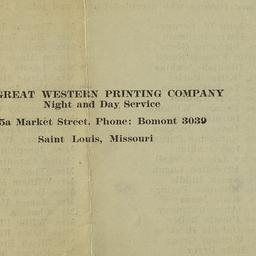 GREAT WESTERN PRINTING COMPANY
Night and Day Service
5a Market Street. Phone: Bomont 3039
Saint Louis, Missouri